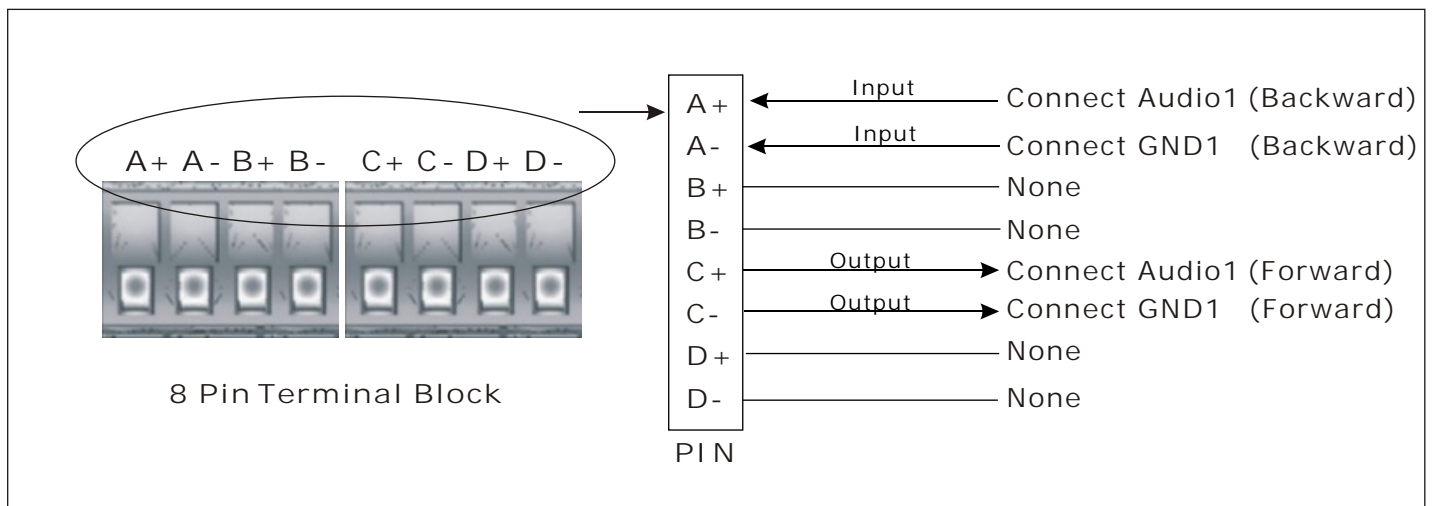 A+ A- B+ B- C+ C- D+ D-
8 Pin Terminal Block
A+ Input Connect Audio1 (Backward)
A- Input Connect GND1 (Backward)
B+ None
B- None
C+ Output Connect Audio1 (Forward)
C- Output Connect GND1 (Forward)
D+ None
D- None
PIN